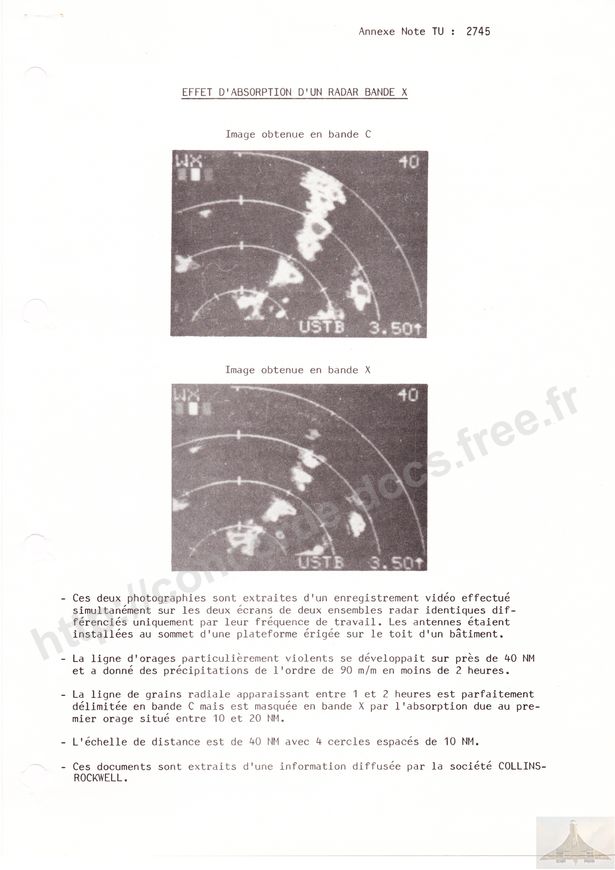 Annexe Note TU : 2745
EFFET D'ABSORPTION D'UN RADAR BANDE X
Image obtenue en bande C
WX 40
USTB 3.50↑
Image obtenue en bande X
WX 40
USTB 3.50↑
- Ces deux photographies sont extraites d'un enregistrement vidéo effectué
simultanément sur les deux écrans de deux ensembles radar identiques dif-
férenciés uniquement par leur fréquence de travail. Les antennes étaient
installées au sommet d'une plateforme érigée sur le toit d'un bâtiment.
- La ligne d'orages particulièrement violents se développait sur près de 40 NM
et a donné des précipitations de l'ordre de 90 m/m en moins de 2 heures.
- La ligne de grains radiale apparaissant entre 1 et 2 heures est parfaitement
délimitée en bande C mais est masquée en bande X par l'absorption due au pre-
mier orage situé entre 10 et 20 NM.
- L'échelle de distance est de 40 NM avec 4 cercles espacés de 10 NM.
- Ces documents sont extraits d'une information diffusée par la société COLLINS-
ROCKWELL.
http://concorde-docs.free.fr